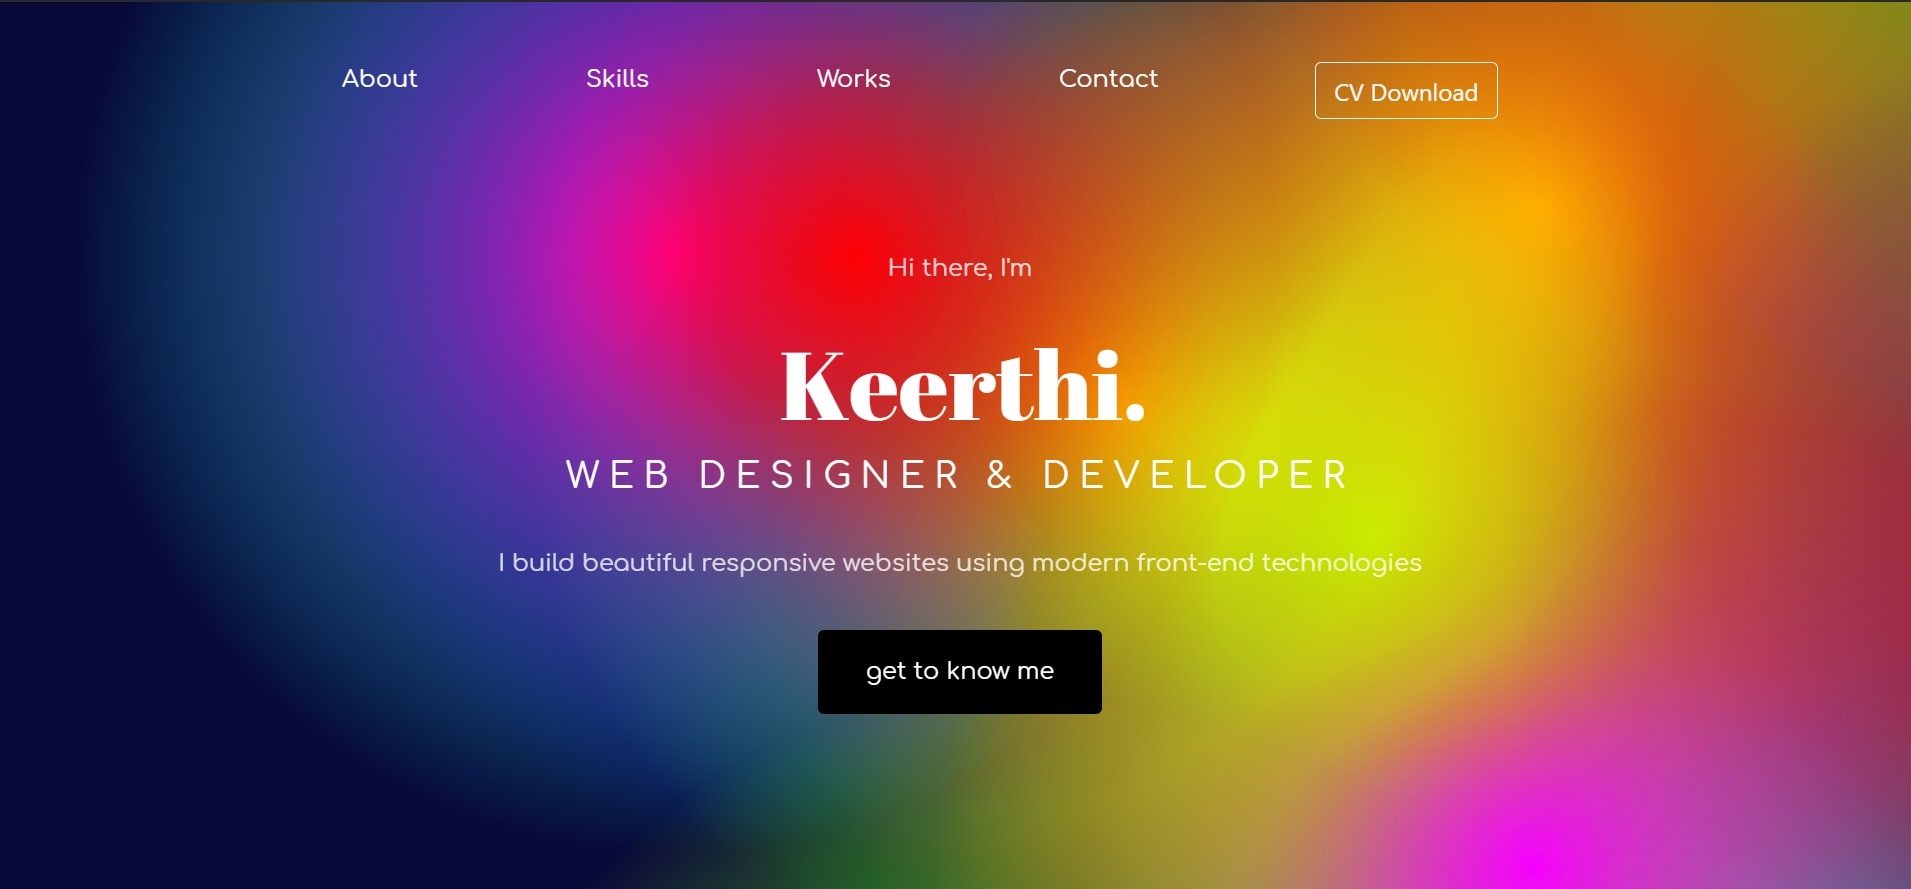 About Skills Works Contact CV Download
Hi there, I'm
Keerthi.
WEB DESIGNER & DEVELOPER
I build beautiful responsive websites using modern front-end technologies
get to know me